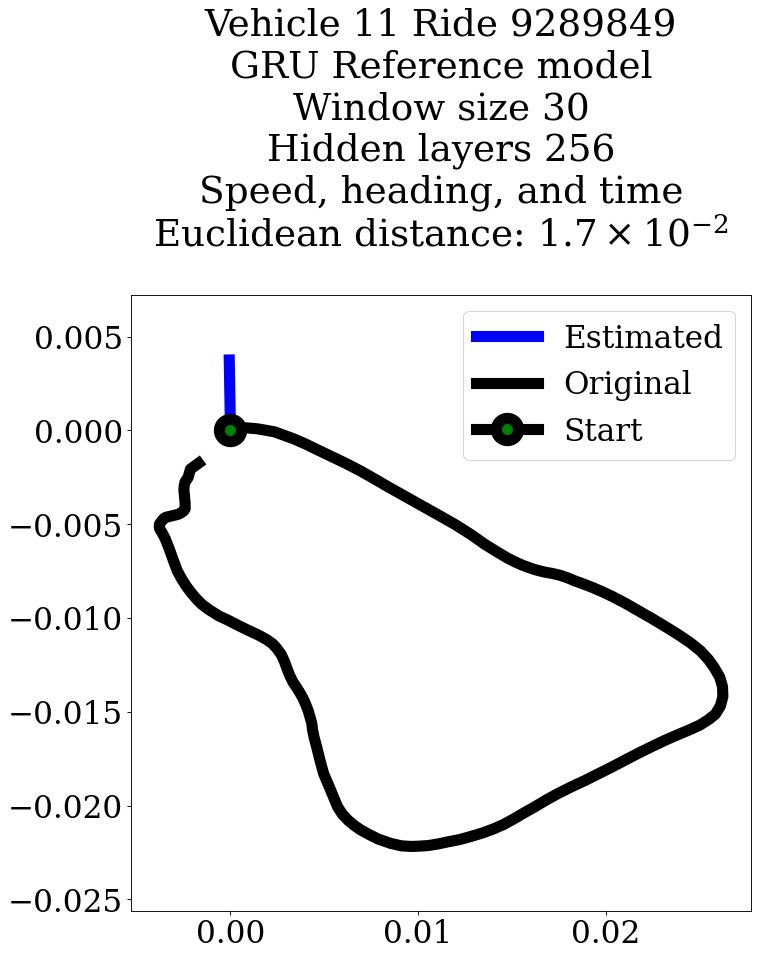 Vehicle 11 Ride 9289849
GRU Reference model
Window size 30
Hidden layers 256
Speed, heading, and time
Euclidean distance: 1.7 × 10⁻²
Estimated
Original
Start
0.005
0.000
−0.005
−0.010
−0.015
−0.020
−0.025
0.00 0.01 0.02